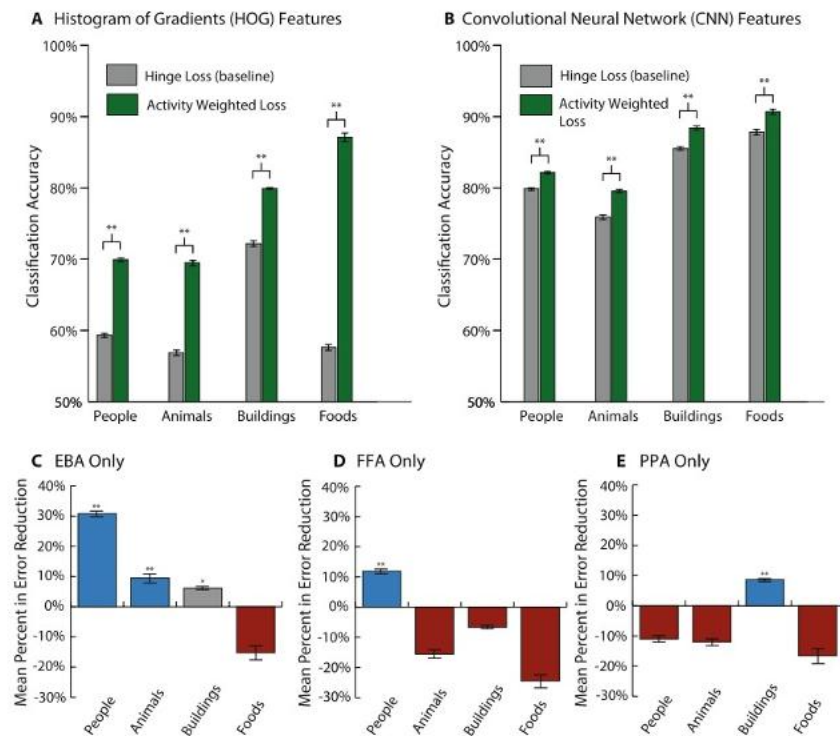 A Histogram of Gradients (HOG) Features
100%
90%
80%
70%
60%
50%
Classification Accuracy
Hinge Loss (baseline)
Activity Weighted Loss
**
**
**
**
People Animals Buildings Foods
B Convolutional Neural Network (CNN) Features
100%
90%
80%
70%
60%
50%
Classification Accuracy
Hinge Loss (baseline)
Activity Weighted
Loss
**
**
**
**
People Animals Buildings Foods
C EBA Only
40%
30%
20%
10%
0%
-10%
-20%
-30%
Mean Percent in Error Reduction
**
**
*
People Animals Buildings Foods
D FFA Only
40%
30%
20%
10%
0%
-10%
-20%
-30%
Mean Percent in Error Reduction
**
People Animals Buildings Foods
E PPA Only
40%
30%
20%
10%
0%
-10%
-20%
-30%
Mean Percent in Error Reduction
**
People Animals Buildings Foods